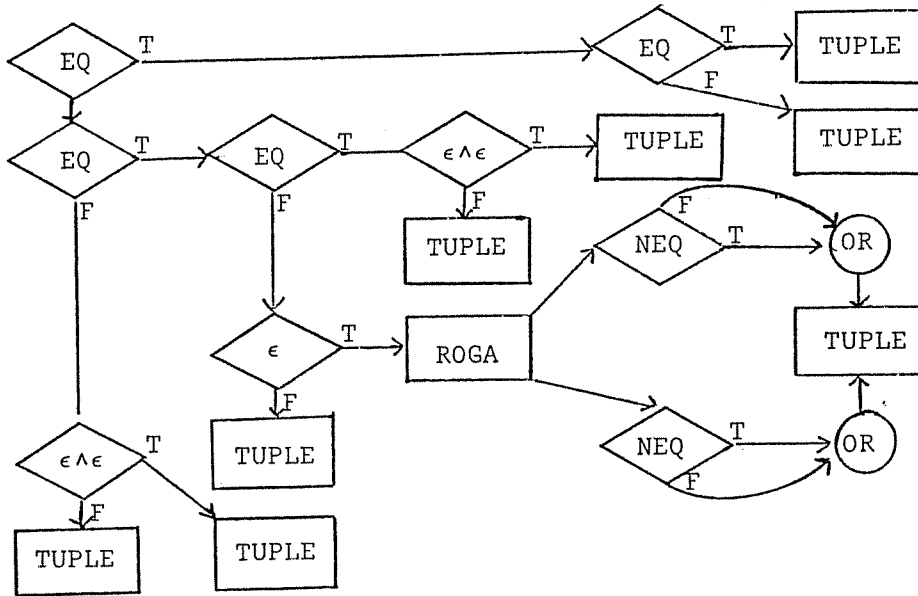 EQ T EQ T TUPLE
F TUPLE
EQ T EQ T ϵ∧ϵ T TUPLE
F F F TUPLE
F NEQ T OR
ϵ T ROGA TUPLE
F TUPLE
NEQ T OR
F
ϵ∧ϵ T
F TUPLE TUPLE